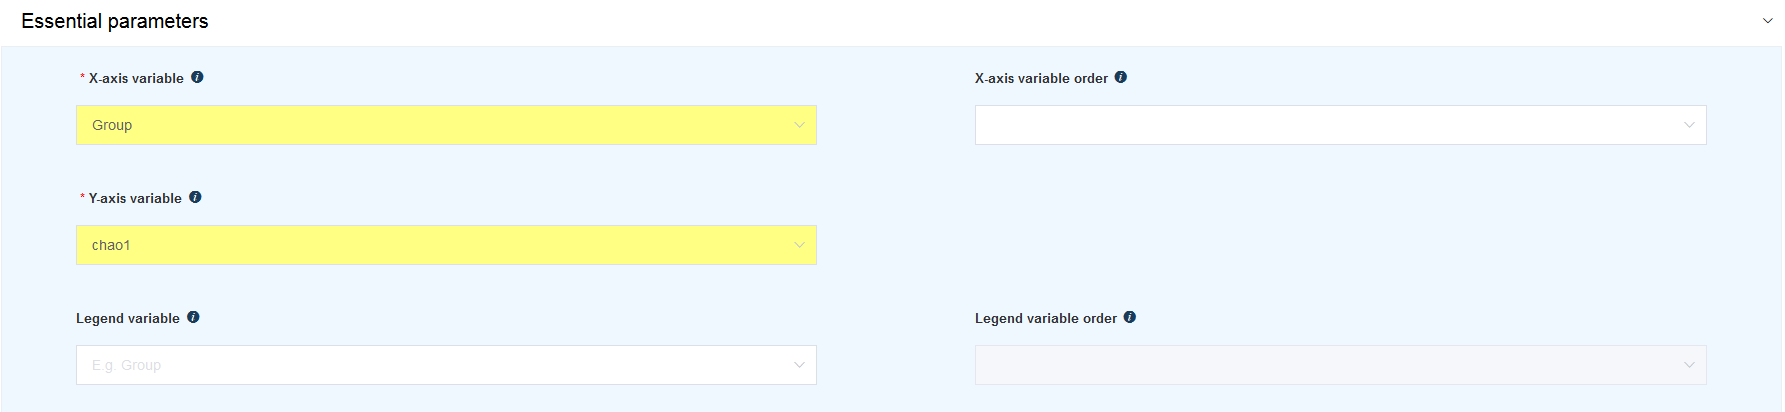 Essential parameters
* X-axis variable
X-axis variable order
Group
* Y-axis variable
chao1
Legend variable
Legend variable order
E.g. Group